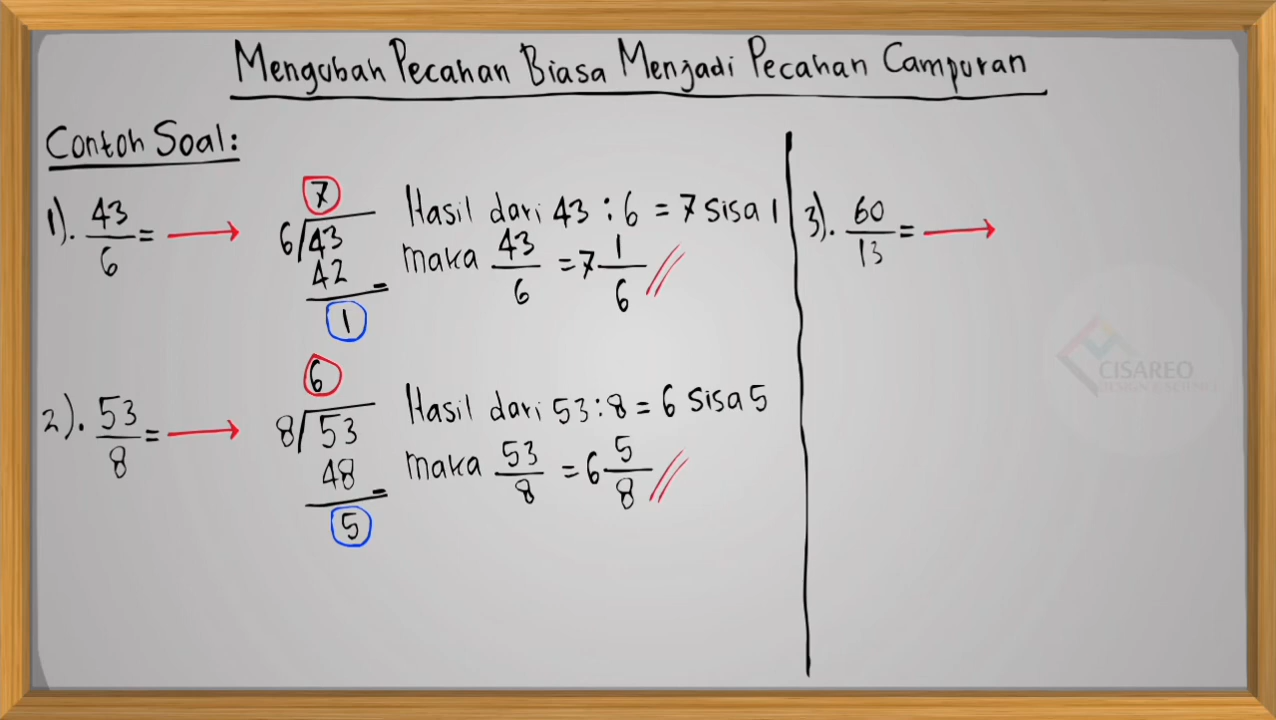 Mengubah Pecahan Biasa Menjadi Pecahan Campuran
Contoh Soal:
1). 43/6 =
7
6 43
42 -
1
Hasil dari 43 : 6 = 7 Sisa 1
maka 43/6 = 7 1/6 //
2). 53/8 =
6
8 53
48 -
5
Hasil dari 53 : 8 = 6 Sisa 5
maka 53/8 = 6 5/8 //
3). 60/13 =
CISAREO